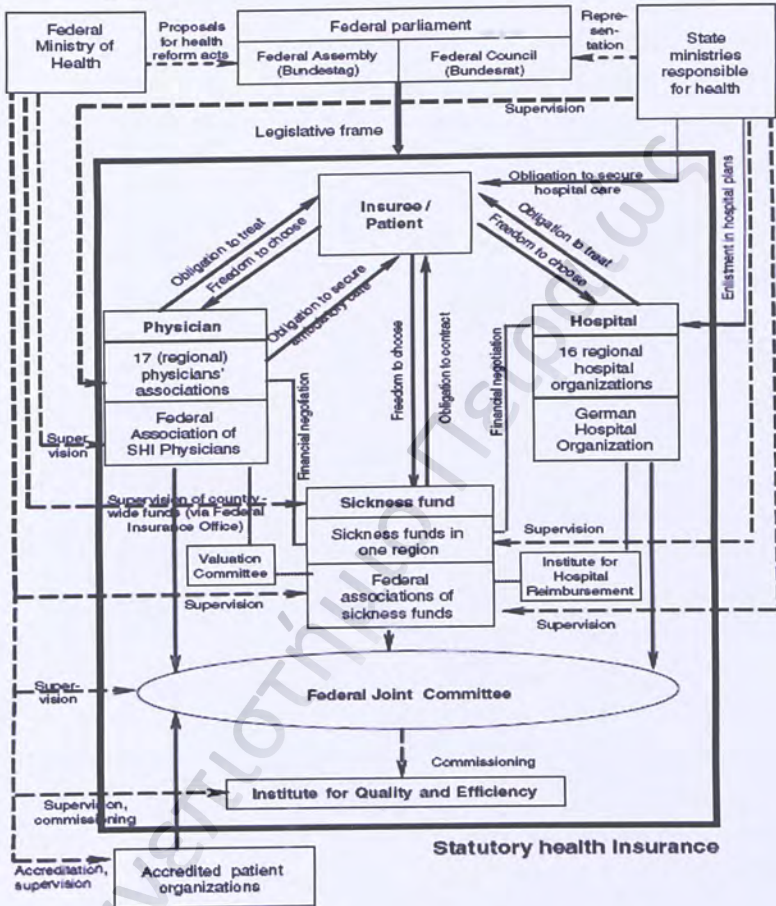 Federal
Ministry of
Health
Proposals
for health
reform acts
Federal parliament
Federal Assembly
(Bundestag)
Federal Council
(Bundesrat)
Repre-
sen-
tation
State
ministries
responsible
for health
Supervision
Legislative frame
Obligation to secure
hospital care
Enlistment in hospital plans
Insuree /
Patient
Obligation to treat
Freedom to choose
Obligation to secure
ambulatory care
Obligation to treat
Freedom to choose
Freedom to choose
Obligation to contract
Physician
17 (regional)
physicians'
associations
Federal
Association of
SHI Physicians
Financial negotiation
Financial negotiation
Hospital
16 regional
hospital
organizations
German
Hospital
Organization
Super-
vision
Supervision of country-
wide funds (via Federal
Insurance Office)
Sickness fund
Sickness funds in
one region
Federal
associations of
sickness funds
Valuation
Committee
Supervision
Supervision
Institute for
Hospital
Reimbursement
Supervision
Super-
vision
Federal Joint Committee
Commissioning
Institute for Quality and Efficiency
Supervision,
commissioning
Statutory health Insurance
Accreditation,
supervision
Accredited patient
organizations
Πανεπιστήμιο Πειραιώς